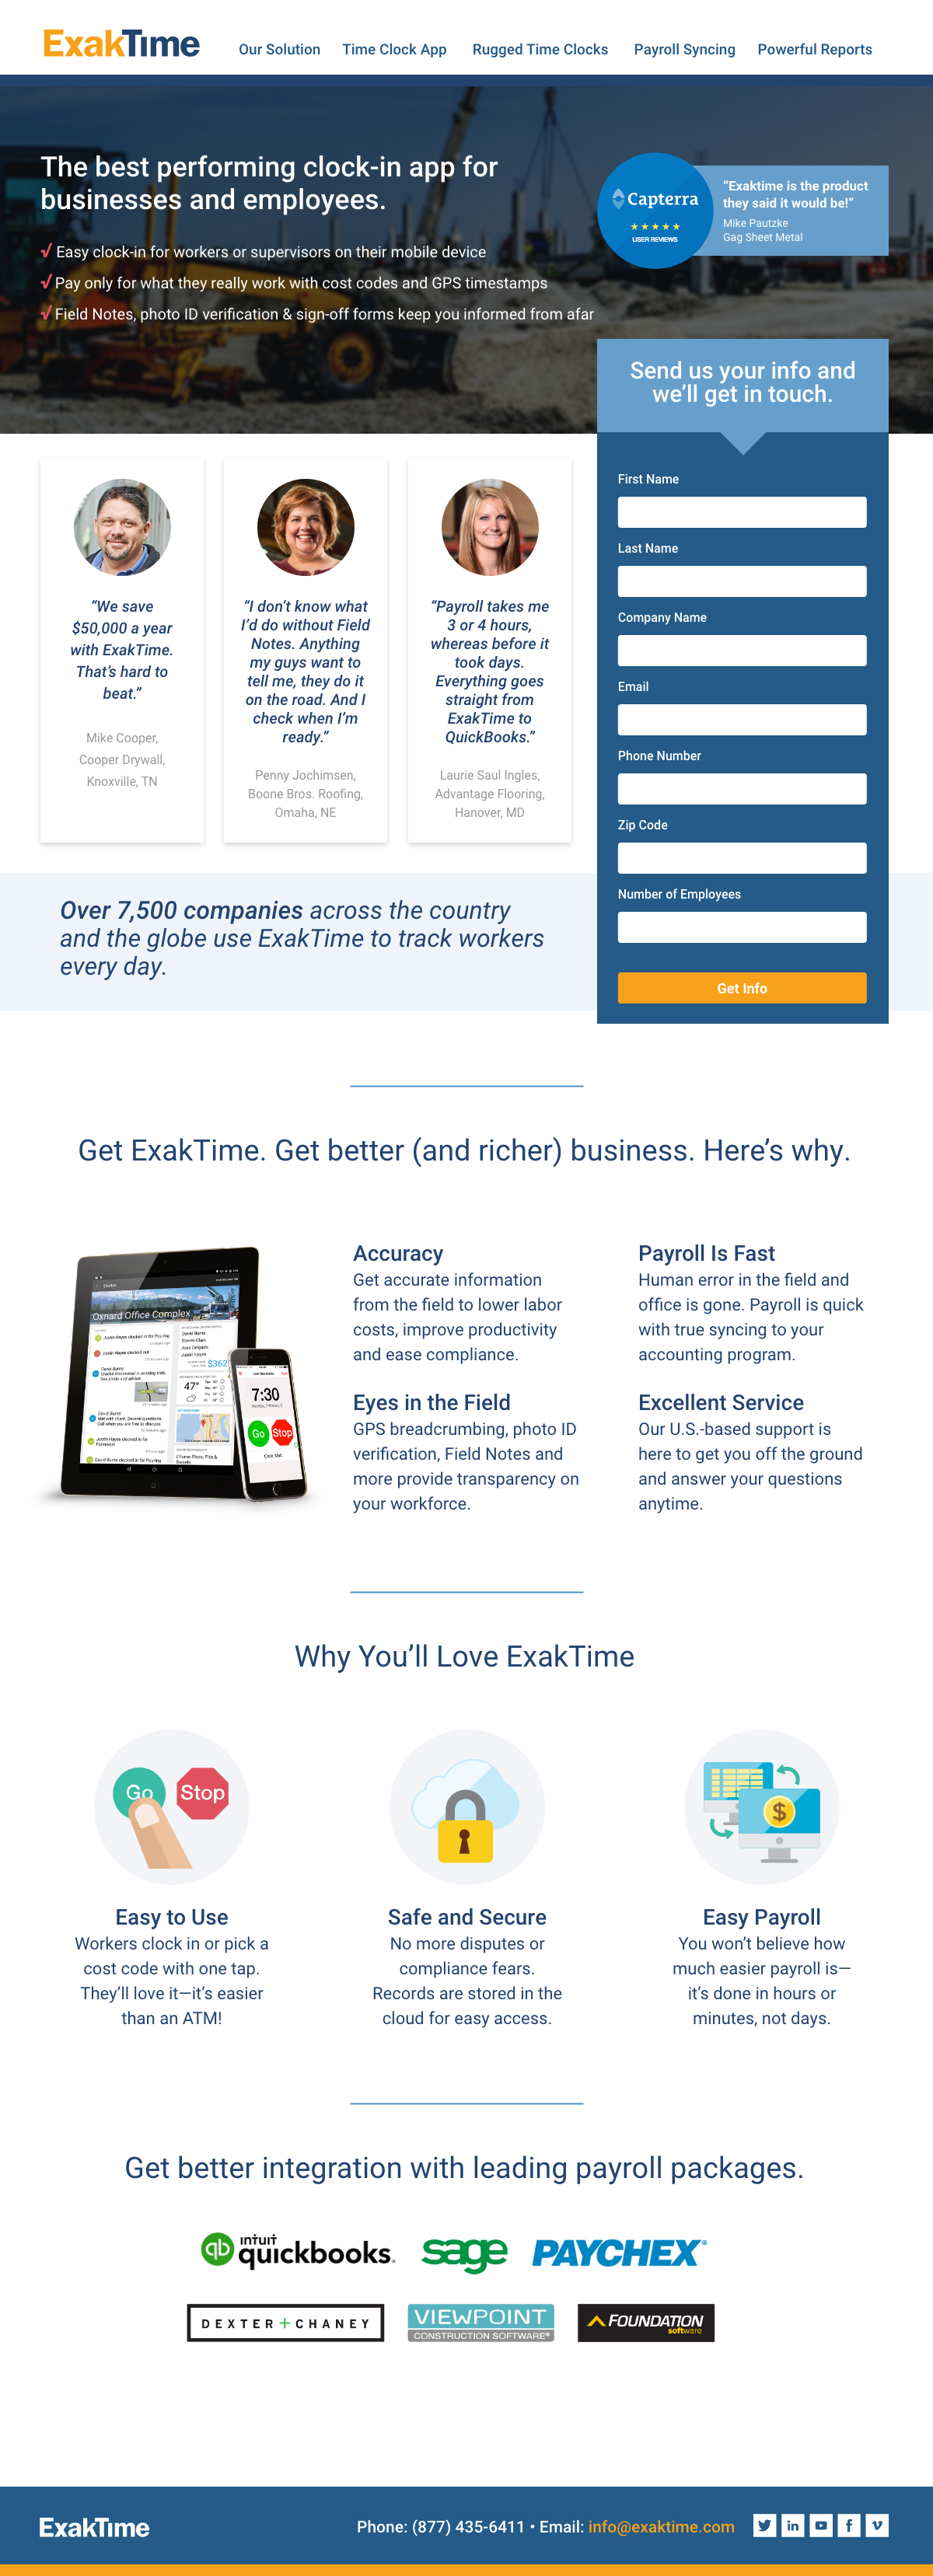 ExakTime
Our Solution
Time Clock App
Rugged Time Clocks
Payroll Syncing
Powerful Reports
The best performing clock-in app for
businesses and employees.
√ Easy clock-in for workers or supervisors on their mobile device
√ Pay only for what they really work with cost codes and GPS timestamps
√ Field Notes, photo ID verification & sign-off forms keep you informed from afar
Capterra
★★★★★
USER REVIEWS
“Exaktime is the product
they said it would be!”
Mike Pautzke
Gag Sheet Metal
Send us your info and
we’ll get in touch.
First Name
Last Name
Company Name
Email
Phone Number
Zip Code
Number of Employees
Get Info
“We save
$50,000 a year
with ExakTime.
That’s hard to
beat.”
Mike Cooper,
Cooper Drywall,
Knoxville, TN
“I don’t know what
I’d do without Field
Notes. Anything
my guys want to
tell me, they do it
on the road. And I
check when I’m
ready.”
Penny Jochimsen,
Boone Bros. Roofing,
Omaha, NE
“Payroll takes me
3 or 4 hours,
whereas before it
took days.
Everything goes
straight from
ExakTime to
QuickBooks.”
Laurie Saul Ingles,
Advantage Flooring,
Hanover, MD
Over 7,500 companies across the country
and the globe use ExakTime to track workers
every day.
Get ExakTime. Get better (and richer) business. Here’s why.
Oxnard Office Complex
David Burns
Steven Clark
Jose Delgado
Justin Hayes
$362
47°
7:30
Monday, February 2
Go
Stop
Accuracy
Get accurate information
from the field to lower labor
costs, improve productivity
and ease compliance.
Payroll Is Fast
Human error in the field and
office is gone. Payroll is quick
with true syncing to your
accounting program.
Eyes in the Field
GPS breadcrumbing, photo ID
verification, Field Notes and
more provide transparency on
your workforce.
Excellent Service
Our U.S.-based support is
here to get you off the ground
and answer your questions
anytime.
Why You’ll Love ExakTime
Go
Stop
$
Easy to Use
Workers clock in or pick a
cost code with one tap.
They’ll love it—it’s easier
than an ATM!
Safe and Secure
No more disputes or
compliance fears.
Records are stored in the
cloud for easy access.
Easy Payroll
You won’t believe how
much easier payroll is—
it’s done in hours or
minutes, not days.
Get better integration with leading payroll packages.
qb intuit quickbooks.
sage
PAYCHEX®
DEXTER+CHANEY
VIEWPOINT
CONSTRUCTION SOFTWARE®
FOUNDATION
software
ExakTime
Phone: (877) 435-6411 • Email: info@exaktime.com